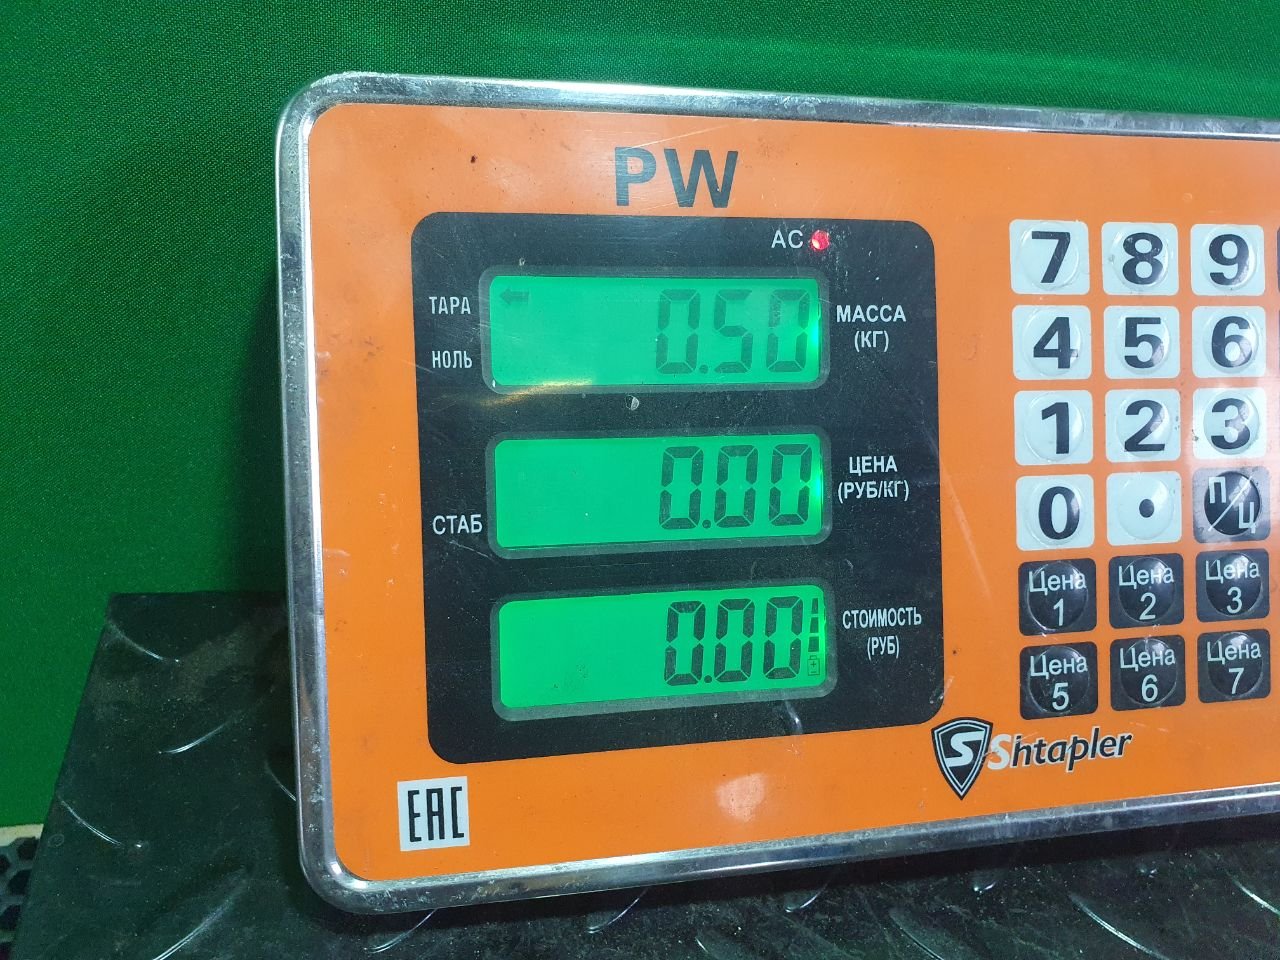 PW
AC
ТАРА
НОЛЬ
0.50
МАССА
(КГ)
СТАБ
0.00
ЦЕНА
(РУБ/КГ)
0.00
СТОИМОСТЬ
(РУБ)
7 8 9
4 5 6
1 2 3
0 . П/Ц
Цена 1 Цена 2 Цена 3
Цена 5 Цена 6 Цена 7
S Shtapler
EAC